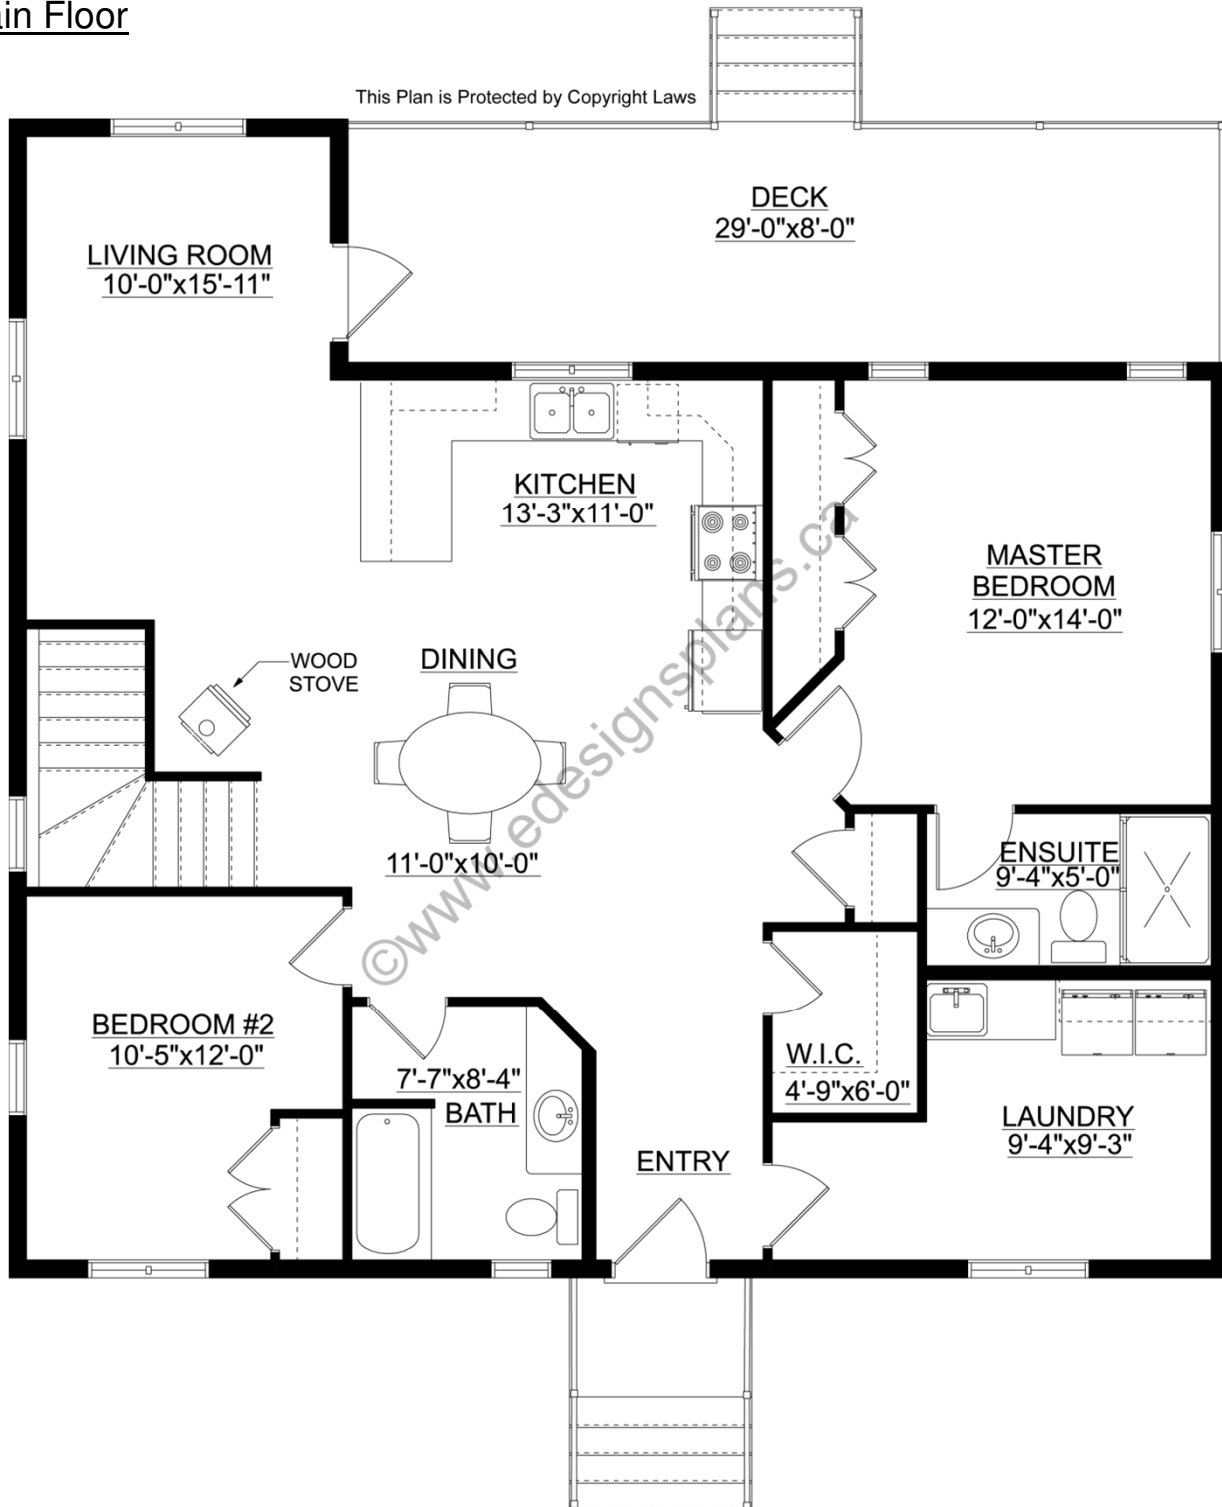 ain Floor
This Plan is Protected by Copyright Laws
DECK
29'-0"x8'-0"
LIVING ROOM
10'-0"x15'-11"
KITCHEN
13'-3"x11'-0"
MASTER
BEDROOM
12'-0"x14'-0"
WOOD
STOVE
DINING
11'-0"x10'-0"
ENSUITE
9'-4"x5'-0"
©www.edesignsplans.ca
BEDROOM #2
10'-5"x12'-0"
7'-7"x8'-4"
BATH
W.I.C.
4'-9"x6'-0"
LAUNDRY
9'-4"x9'-3"
ENTRY